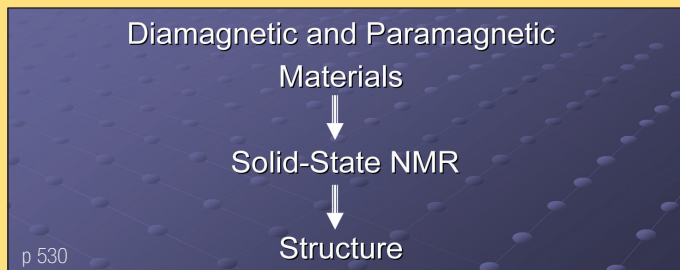 Diamagnetic and Paramagnetic
Materials
Solid-State NMR
Structure
p 530